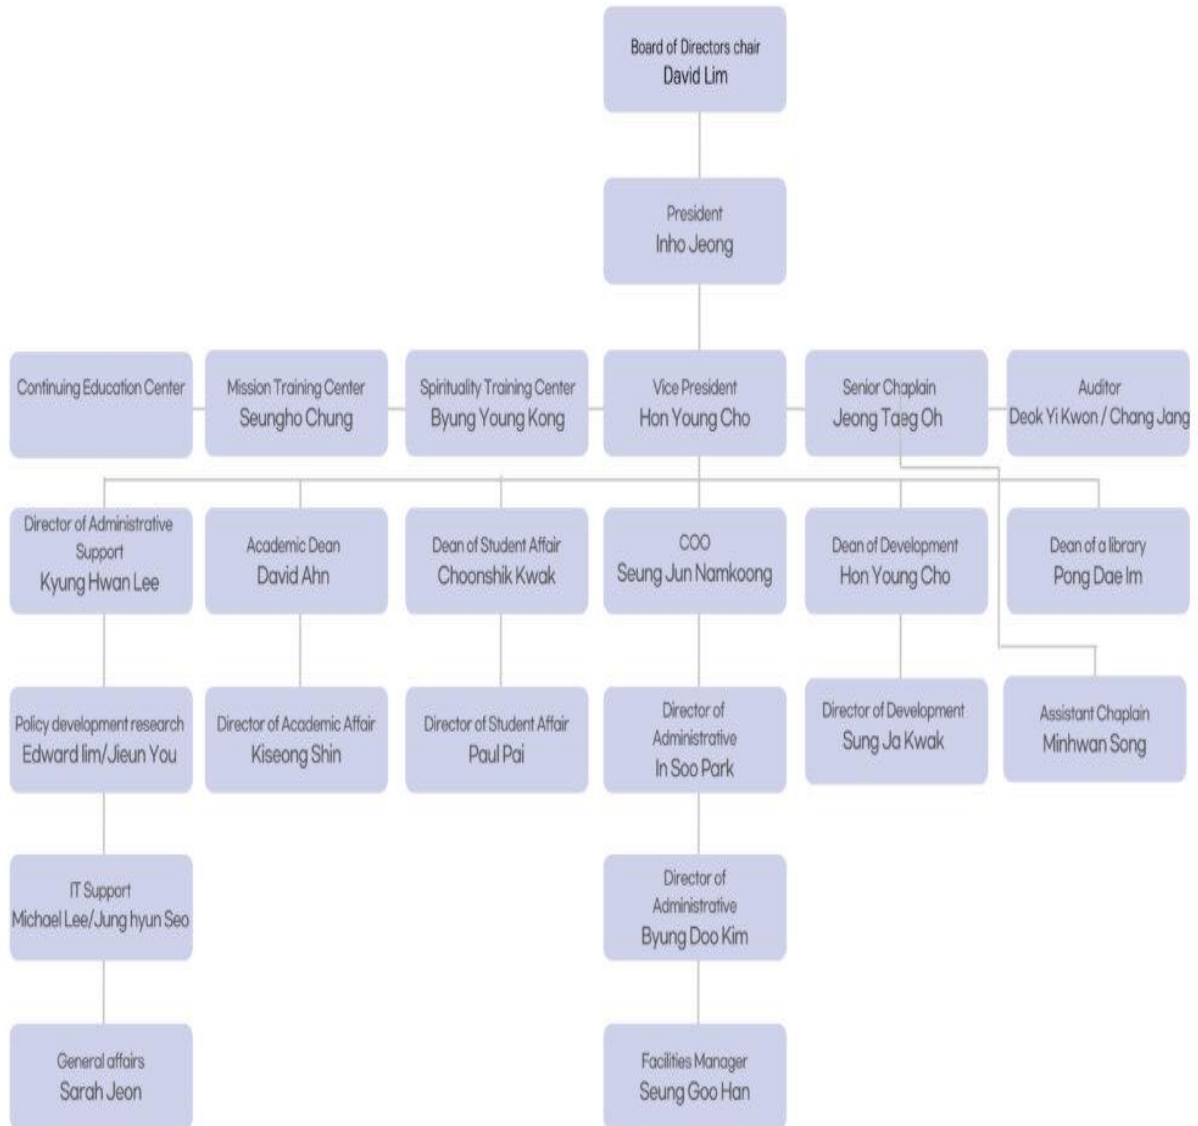 Board of Directors chair
David Lim
President
Inho Jeong
Continuing Education Center
Mission Training Center
Seungho Chung
Spirituality Training Center
Byung Young Kong
Vice President
Hon Young Cho
Senior Chaplain
Jeong Taeg Oh
Auditor
Deok Yi Kwon / Chang Jang
Director of Administrative
Support
Kyung Hwan Lee
Academic Dean
David Ahn
Dean of Student Affair
Choonshik Kwak
COO
Seung Jun Namkoong
Dean of Development
Hon Young Cho
Dean of a library
Pong Dae Im
Policy development research
Edward lim/Jieun You
Director of Academic Affair
Kiseong Shin
Director of Student Affair
Paul Pai
Director of
Administrative
In Soo Park
Director of Development
Sung Ja Kwak
Assistant Chaplain
Minhwan Song
IT Support
Michael Lee/Jung hyun Seo
Director of
Administrative
Byung Doo Kim
General affairs
Sarah Jeon
Facilities Manager
Seung Goo Han